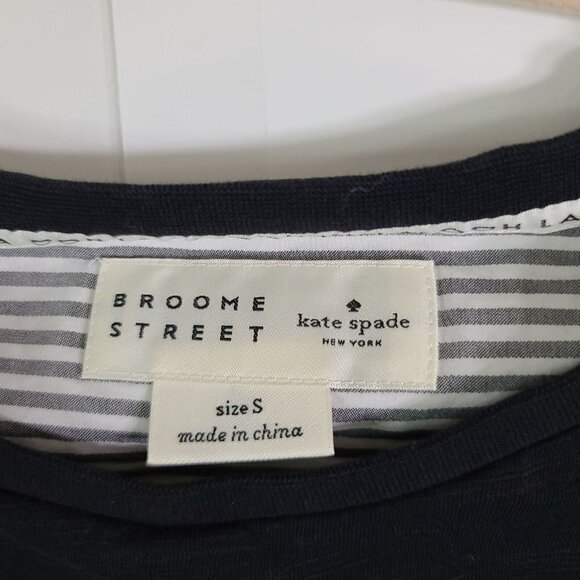 BROOME
STREET
kate spade
NEW YORK
size S
made in china